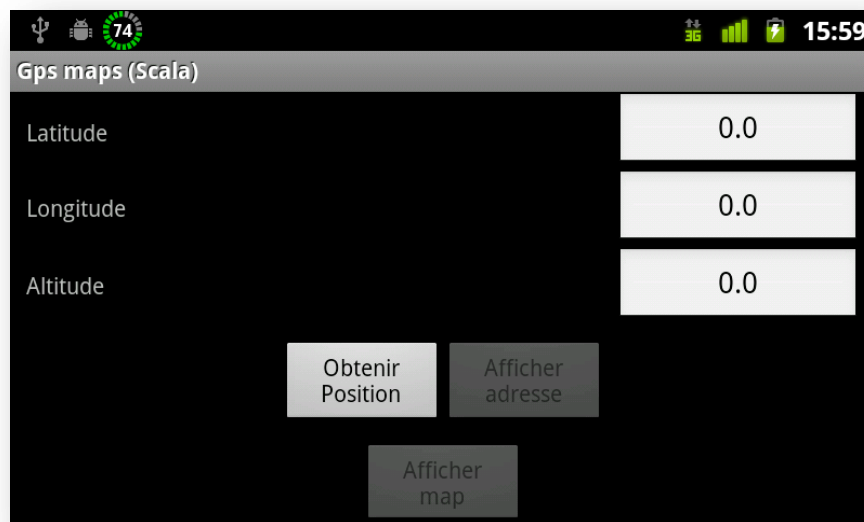 74
3G
15:59
Gps maps (Scala)
Latitude
0.0
Longitude
0.0
Altitude
0.0
Obtenir
Position
Afficher
adresse
Afficher
map